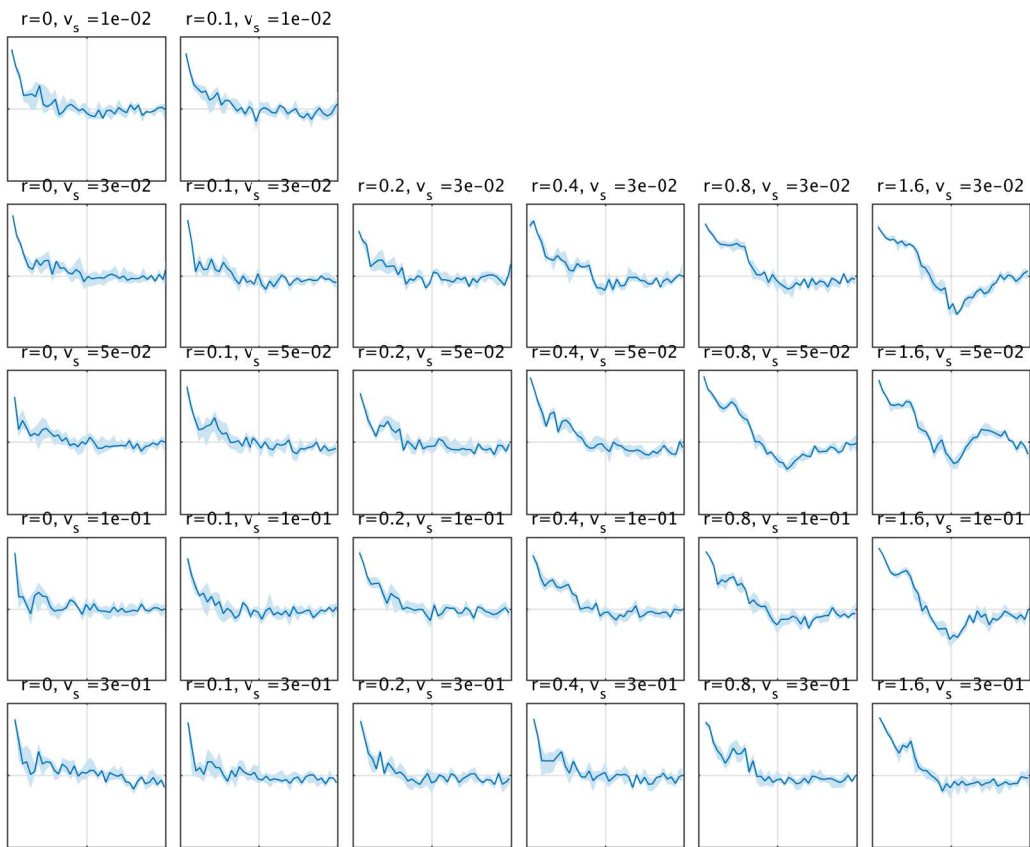 r=0, v_s =1e-02 r=0.1, v_s =1e-02
r=0, v_s =3e-02 r=0.1, v_s =3e-02 r=0.2, v_s =3e-02 r=0.4, v_s =3e-02 r=0.8, v_s =3e-02 r=1.6, v_s =3e-02
r=0, v_s =5e-02 r=0.1, v_s =5e-02 r=0.2, v_s =5e-02 r=0.4, v_s =5e-02 r=0.8, v_s =5e-02 r=1.6, v_s =5e-02
r=0, v_s =1e-01 r=0.1, v_s =1e-01 r=0.2, v_s =1e-01 r=0.4, v_s =1e-01 r=0.8, v_s =1e-01 r=1.6, v_s =1e-01
r=0, v_s =3e-01 r=0.1, v_s =3e-01 r=0.2, v_s =3e-01 r=0.4, v_s =3e-01 r=0.8, v_s =3e-01 r=1.6, v_s =3e-01